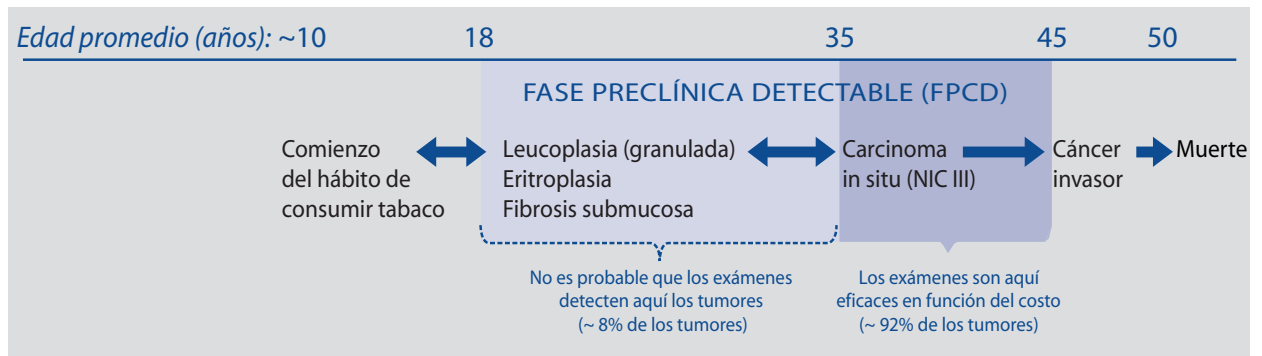 Edad promedio (años): ~10 18 35 45 50
FASE PRECLÍNICA DETECTABLE (FPCD)
Comienzo
del hábito de
consumir tabaco
Leucoplasia (granulada)
Eritroplasia
Fibrosis submucosa
Carcinoma
in situ (NIC III)
Cáncer
invasor
Muerte
No es probable que los exámenes
detecten aquí los tumores
(~ 8% de los tumores)
Los exámenes son aquí
eficaces en función del costo
(~ 92% de los tumores)